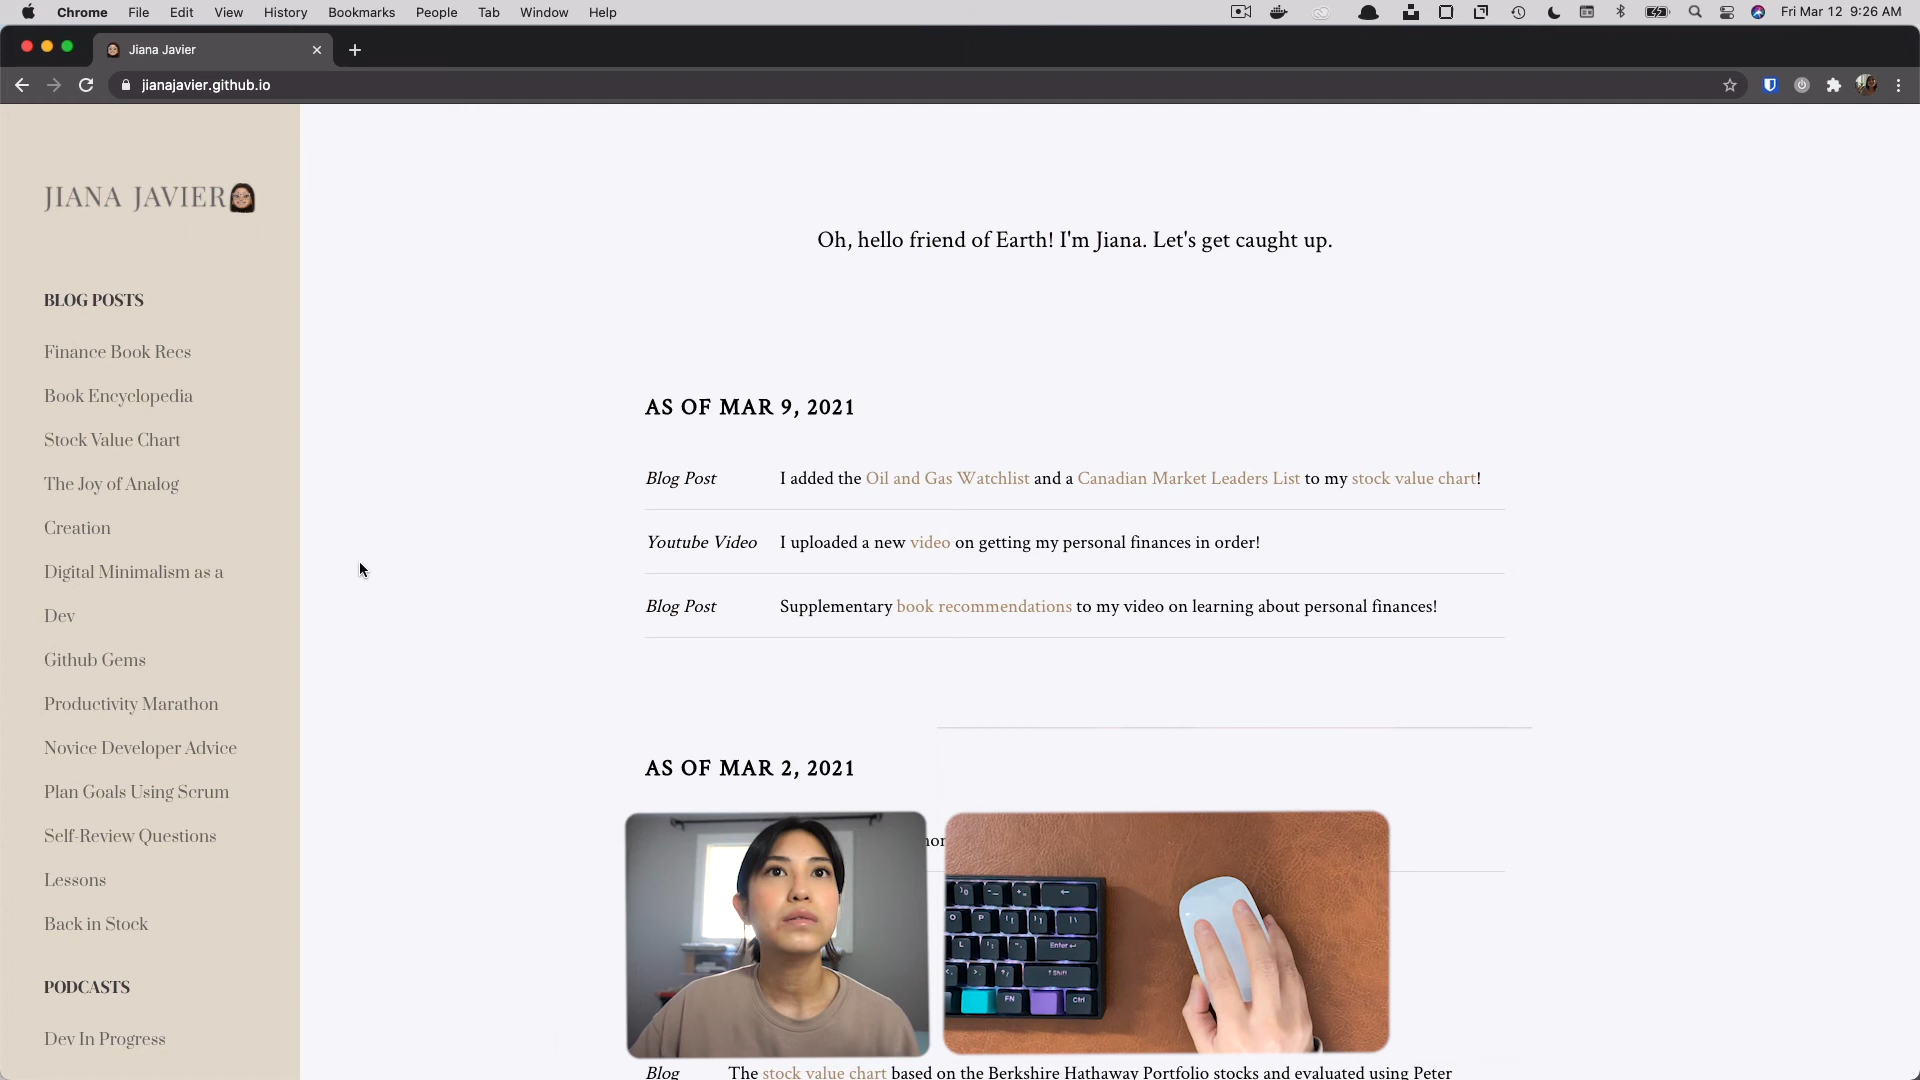 Chrome File Edit View History Bookmarks People Tab Window Help Fri Mar 12 9:26 AM
Jiana Javier
jianajavier.github.io
JIANA JAVIER
BLOG POSTS
Finance Book Recs
Book Encyclopedia
Stock Value Chart
The Joy of Analog
Creation
Digital Minimalism as a
Dev
Github Gems
Productivity Marathon
Novice Developer Advice
Plan Goals Using Scrum
Self-Review Questions
Lessons
Back in Stock
PODCASTS
Dev In Progress
Oh, hello friend of Earth! I'm Jiana. Let's get caught up.
AS OF MAR 9, 2021
Blog Post I added the Oil and Gas Watchlist and a Canadian Market Leaders List to my stock value chart!
Youtube Video I uploaded a new video on getting my personal finances in order!
Blog Post Supplementary book recommendations to my video on learning about personal finances!
AS OF MAR 2, 2021
O P
L Enter
Shift
FN Ctrl
Blog The stock value chart based on the Berkshire Hathaway Portfolio stocks and evaluated using Peter